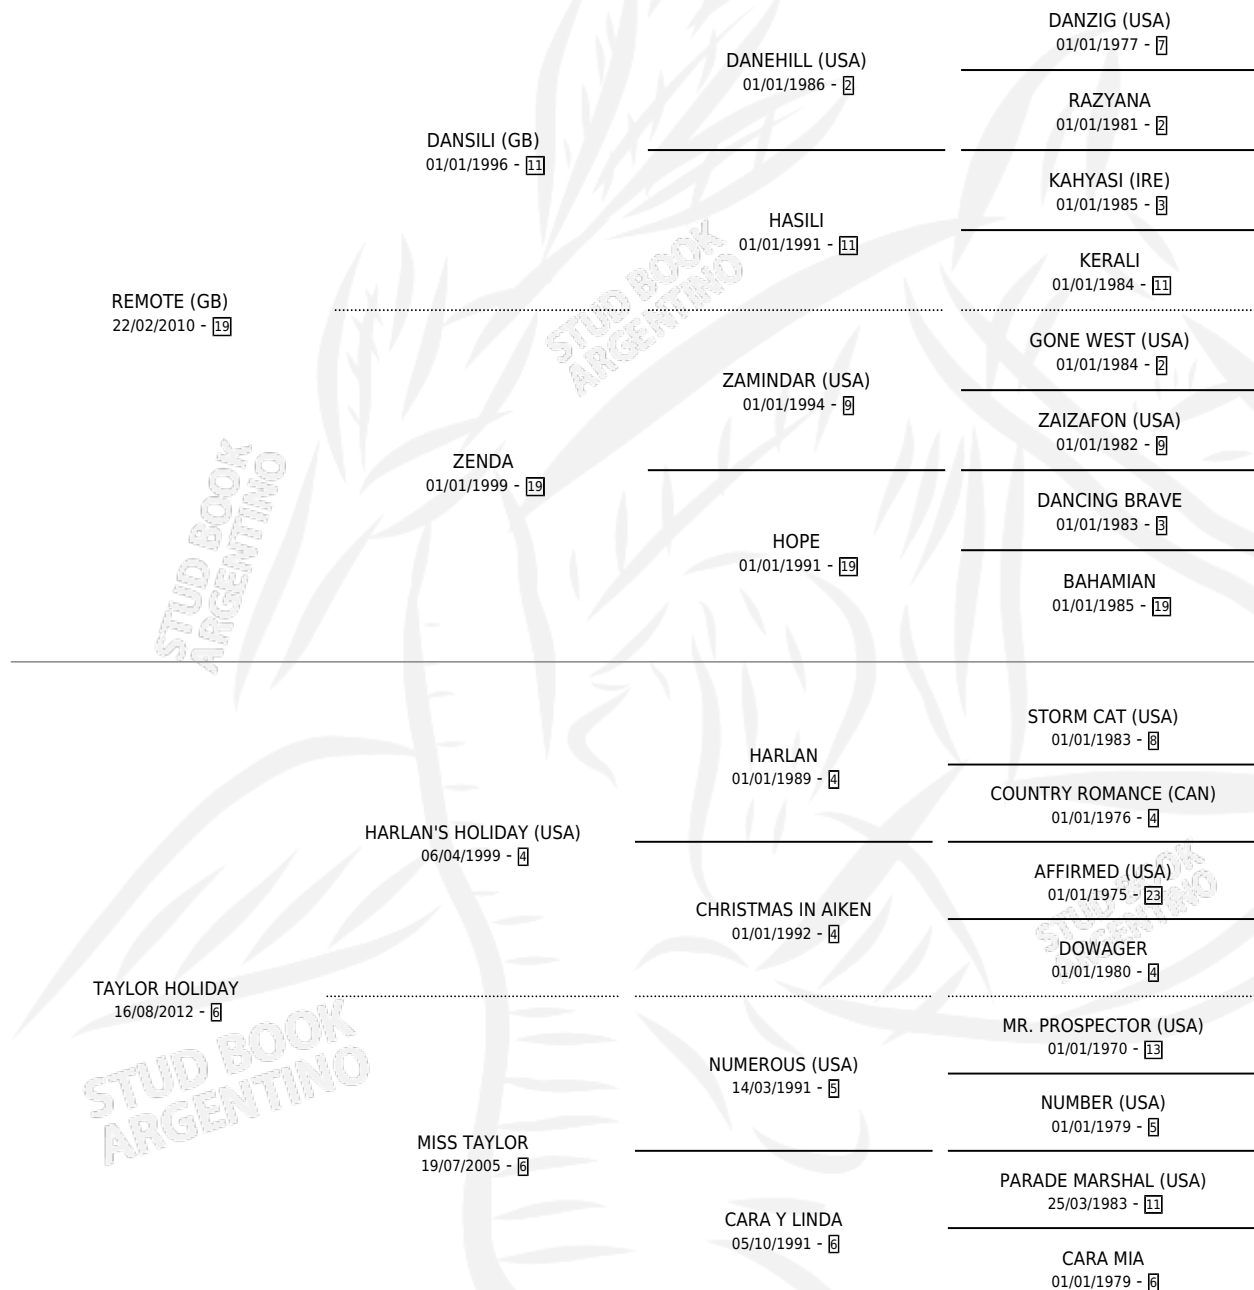 DANZIG (USA)
01/01/1977 - 7
DANEHILL (USA)
01/01/1986 - 2
RAZYANA
01/01/1981 - 2
DANSILI (GB)
01/01/1996 - 11
KAHYASI (IRE)
01/01/1985 - 3
HASILI
01/01/1991 - 11
KERALI
01/01/1984 - 11
REMOTE (GB)
22/02/2010 - 19
GONE WEST (USA)
01/01/1984 - 2
ZAMINDAR (USA)
01/01/1994 - 9
ZAIZAFON (USA)
01/01/1982 - 9
ZENDA
01/01/1999 - 19
DANCING BRAVE
01/01/1983 - 3
HOPE
01/01/1991 - 19
BAHAMIAN
01/01/1985 - 19
STORM CAT (USA)
01/01/1983 - 8
HARLAN
01/01/1989 - 4
COUNTRY ROMANCE (CAN)
01/01/1976 - 4
HARLAN'S HOLIDAY (USA)
06/04/1999 - 4
AFFIRMED (USA)
01/01/1975 - 23
CHRISTMAS IN AIKEN
01/01/1992 - 4
DOWAGER
01/01/1980 - 4
TAYLOR HOLIDAY
16/08/2012 - 6
MR. PROSPECTOR (USA)
01/01/1970 - 13
NUMEROUS (USA)
14/03/1991 - 5
NUMBER (USA)
01/01/1979 - 5
MISS TAYLOR
19/07/2005 - 6
PARADE MARSHAL (USA)
25/03/1983 - 11
CARA Y LINDA
05/10/1991 - 6
CARA MIA
01/01/1979 - 6
STUD BOOK
ARGENTINO
STUD BOOK
ARGENTINO
STUD BOOK
ARGENTINO
STUD BOOK
ARGENTINO